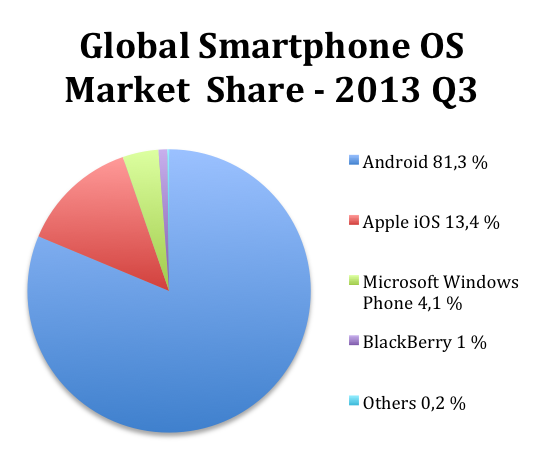 Global Smartphone OS
Market Share - 2013 Q3
Android 81,3 %
Apple iOS 13,4 %
Microsoft Windows
Phone 4,1 %
BlackBerry 1 %
Others 0,2 %